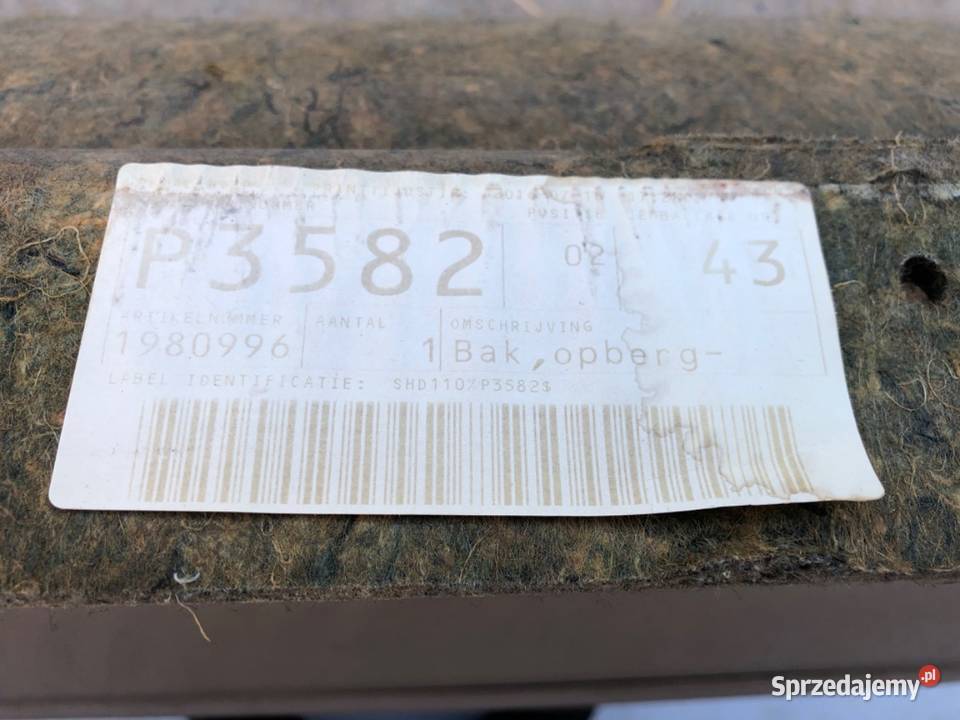 P3582 02 43
ARTIKELNUMMER AANTAL OMSCHRIJVING
1980996 1 Bak,opberg-
LABEL IDENTIFICATIE: SHD110%P3582$
Sprzedajemy.pl